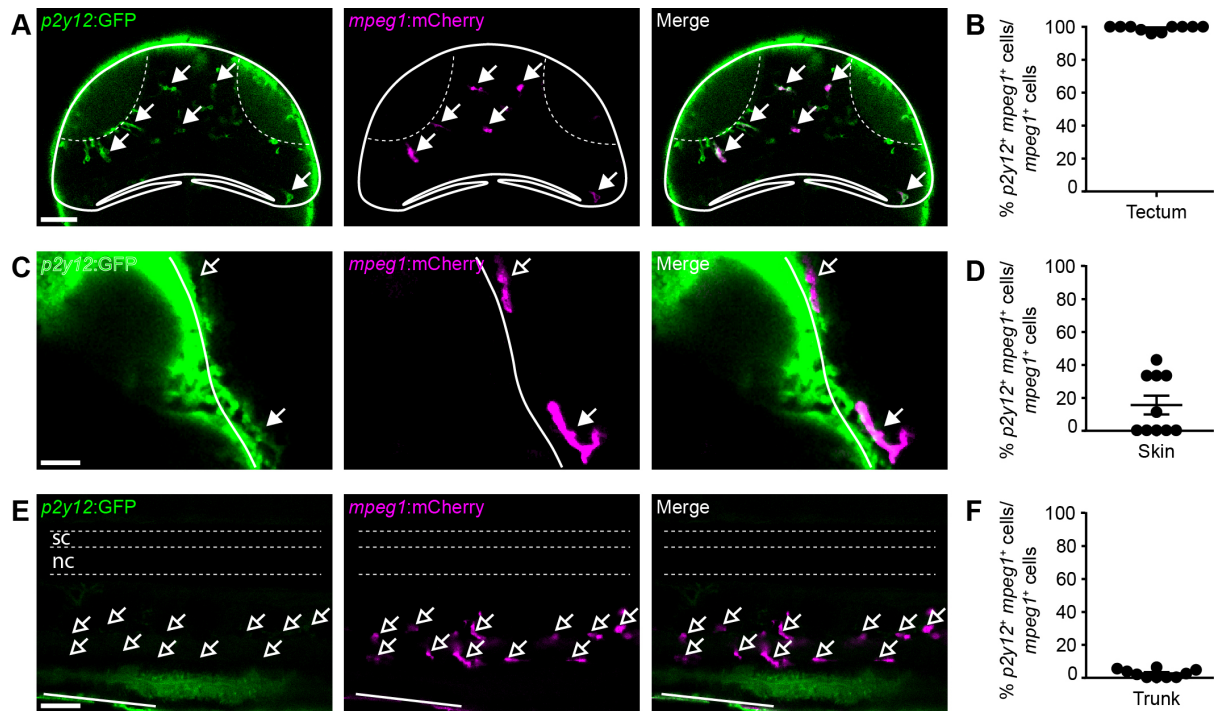 A
p2y12:GFP
mpeg1:mCherry
Merge
B
% p2y12⁺ mpeg1⁺ cells/
mpeg1⁺ cells
100
80
60
40
20
0
Tectum
C
p2y12:GFP
mpeg1:mCherry
Merge
D
% p2y12⁺ mpeg1⁺ cells/
mpeg1⁺ cells
100
80
60
40
20
0
Skin
E
p2y12:GFP
sc
nc
mpeg1:mCherry
Merge
F
% p2y12⁺ mpeg1⁺ cells/
mpeg1⁺ cells
100
80
60
40
20
0
Trunk